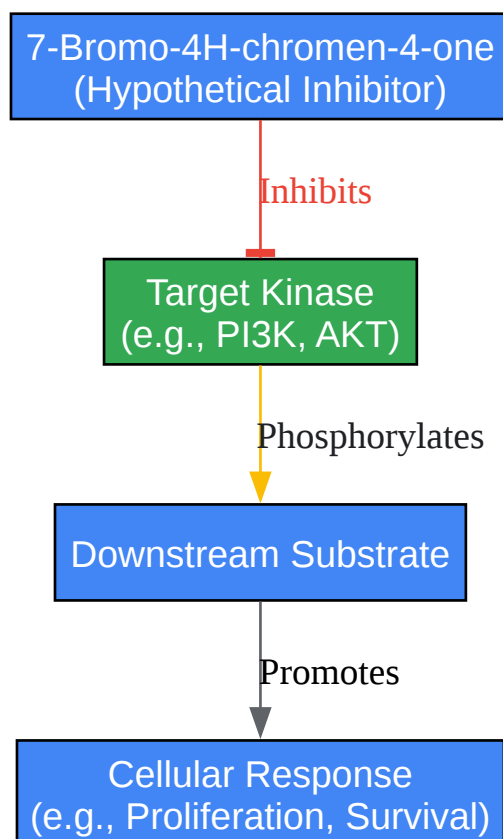 7-Bromo-4H-chromen-4-one
(Hypothetical Inhibitor)
Inhibits
Target Kinase
(e.g., PI3K, AKT)
Phosphorylates
Downstream Substrate
Promotes
Cellular Response
(e.g., Proliferation, Survival)